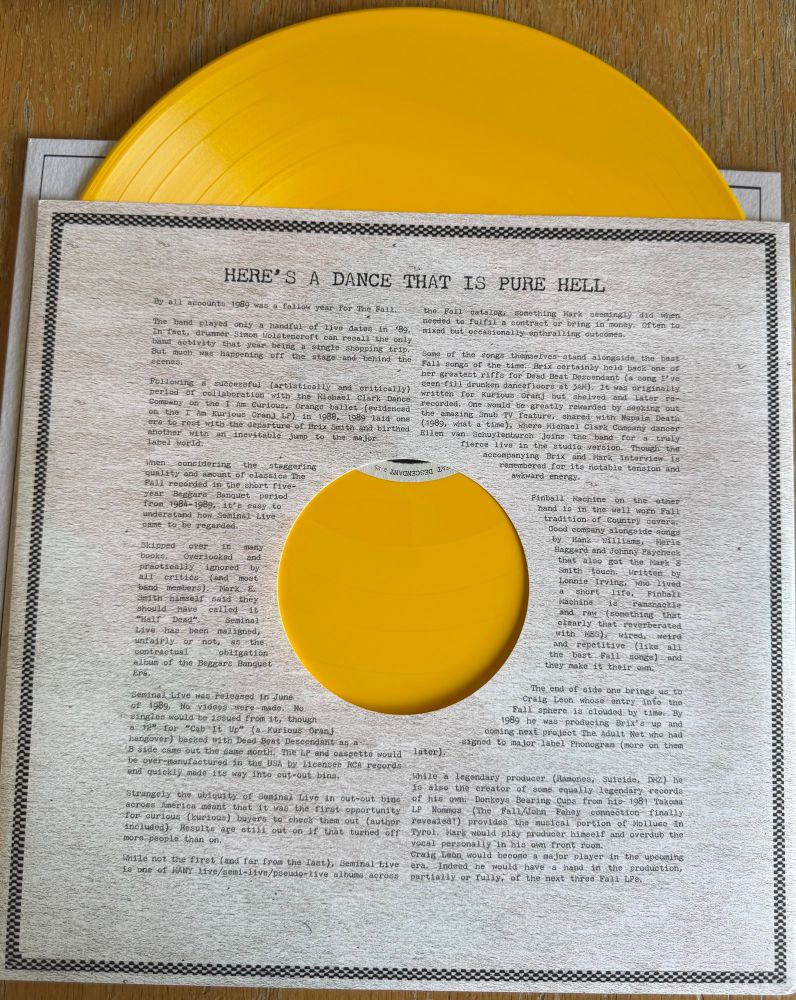 HERE'S A DANCE THAT IS PURE HELL
By all accounts 1989 was a fallow year for The Fall.
The band played only a handful of live dates in '89.
In fact, drummer Simon Wolstencroft can recall the only
band activity that year being a single shopping trip.
But much was happening off the stage and behind the
scenes.
Following a successful (artistically and critically)
period of collaboration with the Michael Clark Dance
Company on the I Am Curious, Orange ballet (evidenced
on the I Am Kurious Oranj LP) in 1988, 1989 laid one
era to rest with the departure of Brix Smith and birthed
another with an inevitable jump to the major
label world.
When considering the staggering
quality and amount of classics The
Fall recorded in the short five-
year Beggars Banquet period
from 1984-1989, it's easy to
understand how Seminal Live
came to be regarded.
Skipped over in many
books. Overlooked and
practically ignored by
all critics (and most
band members). Mark E.
Smith himself said they
should have called it
"Half Dead". Seminal
Live has been maligned,
unfairly or not, as the
contractual obligation
album of the Beggars Banquet
Era.
Seminal Live was released in June
of 1989. No videos were made. No
singles would be issued from it, though
a 12" for "Cab It Up" (a Kurious Oranj
hangover) backed with Dead Beat Descendant as a
B side came out the same month. The LP and cassette would
be over-manufactured in the USA by licensee RCA records
and quickly made its way into cut-out bins.
Strangely the ubiquity of Seminal Live in cut-out bins
across America meant that it was the first opportunity
for curious (kurious) buyers to check them out (author
included). Results are still out on if that turned off
more people than on.
While not the first (and far from the last), Seminal Live
is one of MANY live/semi-live/pseudo-live albums across
the Fall catalog, something Mark seemingly did when
needed to fulfil a contract or bring in money. Often to
mixed but occasionally enthralling outcomes.
Some of the songs themselves stand alongside the best
Fall songs of the time. Brix certainly held back one of
her greatest riffs for Dead Beat Descendant (a song I've
seen fill drunken dancefloors at 3AM). It was originally
written for Kurious Oranj but shelved and later re-
recorded. One would be greatly rewarded by seeking out
the amazing Snub TV feature, shared with Napalm Death
(1989, what a time), where Michael Clark Company dancer
Ellen van Schuylenburch joins the band for a truly
fierce live in the studio version. Though the
accompanying Brix and Mark interview is
remembered for its notable tension and
awkward energy.
Pinball Machine on the other
hand is in the well worn Fall
tradition of Country covers.
Good company alongside songs
by Hank Williams, Merle
Haggard and Johnny Paycheck
that also got the Mark E
Smith touch. Written by
Lonnie Irving, who lived
a short life, Pinball
Machine is ramshackle
and raw (something that
clearly that reverberated
with MES), wired, weird
and repetitive (like all
the best Fall songs) and
they make it their own.
The end of side one brings us to
Craig Leon whose entry into the
Fall sphere is clouded by time. By
1989 he was producing Brix's up and
coming next project The Adult Net who had
signed to major label Phonogram (more on them
later).
While a legendary producer (Ramones, Suicide, DMZ) he
is also the creator of some equally legendary records
of his own. Donkeys Bearing Cups from his 1981 Takoma
LP Nommos (The Fall/John Fahey connection finally
revealed!) provides the musical portion of Mollusc In
Tyrol. Mark would play producer himself and overdub the
vocal personally in his own front room.
Craig Leon would become a major player in the upcoming
era. Indeed he would have a hand in the production,
partially or fully, of the next three Fall LPs.
DESCENDANT